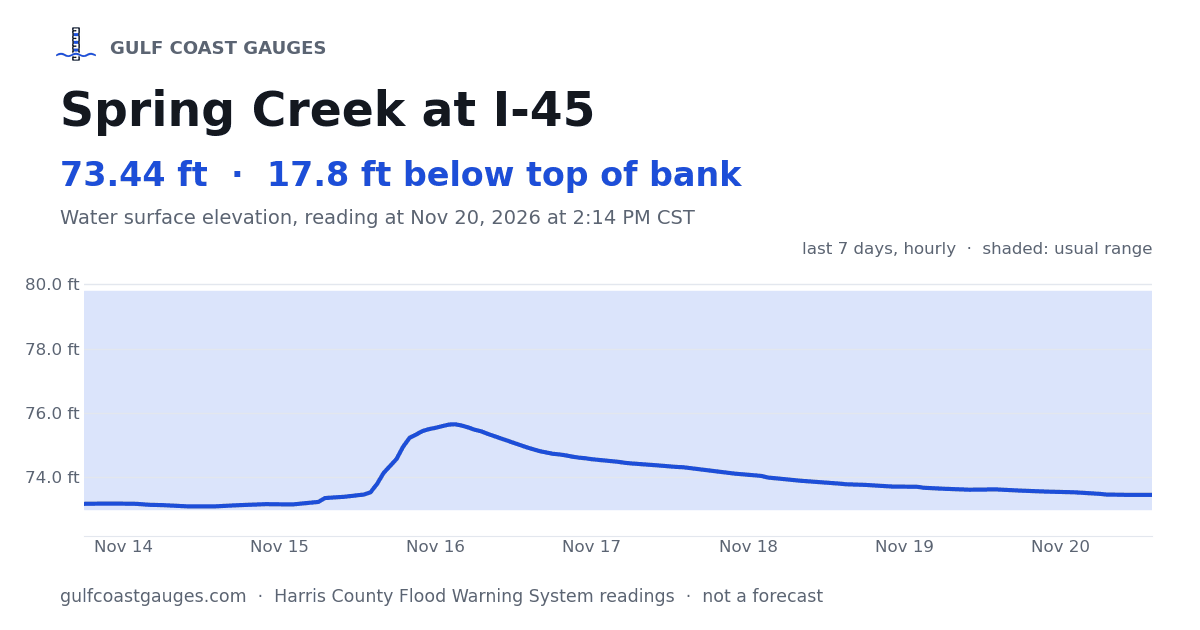 GULF COAST GAUGES
Spring Creek at I-45
73.44 ft · 17.8 ft below top of bank
Water surface elevation, reading at Nov 20, 2026 at 2:14 PM CST
last 7 days, hourly · shaded: usual range
80.0 ft
78.0 ft
76.0 ft
74.0 ft
Nov 14 Nov 15 Nov 16 Nov 17 Nov 18 Nov 19 Nov 20
gulfcoastgauges.com · Harris County Flood Warning System readings · not a forecast